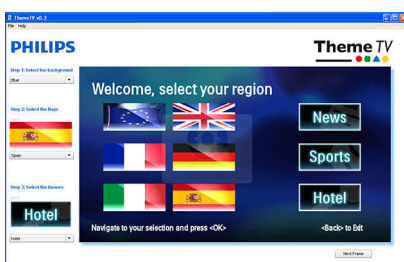 ThemeTV v0.3
File Help
PHILIPS
Theme TV
Step 1: Select the background
Blue
Step 2: Select the flags
Spain
Step 3: Select the themes
Hotel
hotel
Welcome, select your region
News
Sports
Hotel
Navigate to your selection and press <OK>
<Back> to Exit
Next Frame